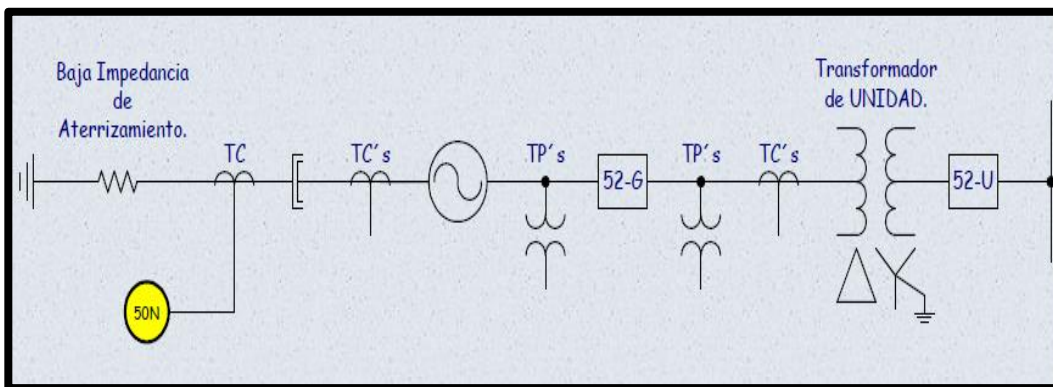 Baja Impedancia
de
Aterrizamiento.
TC
TC´s
TP´s
52-G
TP´s
TC´s
Transformador
de UNIDAD.
52-U
50N